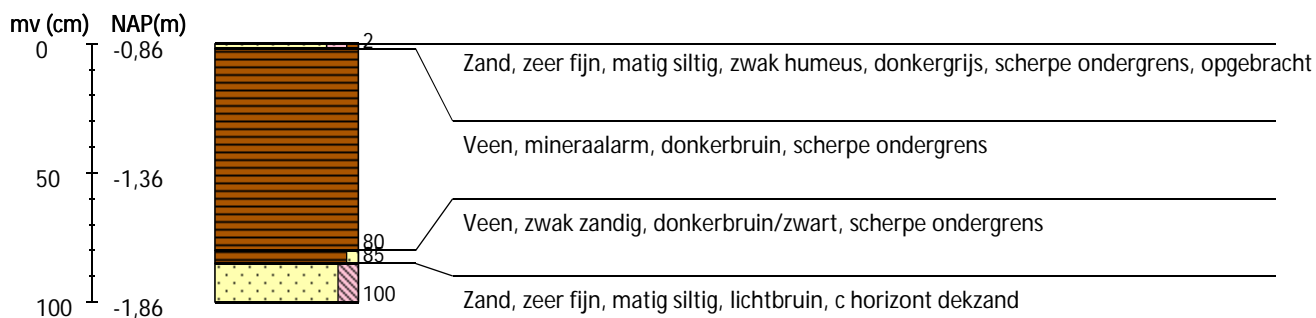 mv (cm) NAP(m)
0 -0,86 2
Zand, zeer fijn, matig siltig, zwak humeus, donkergrijs, scherpe ondergrens, opgebracht
Veen, mineraalarm, donkerbruin, scherpe ondergrens
50 -1,36
Veen, zwak zandig, donkerbruin/zwart, scherpe ondergrens
80
85
100
Zand, zeer fijn, matig siltig, lichtbruin, c horizont dekzand
100 -1,86